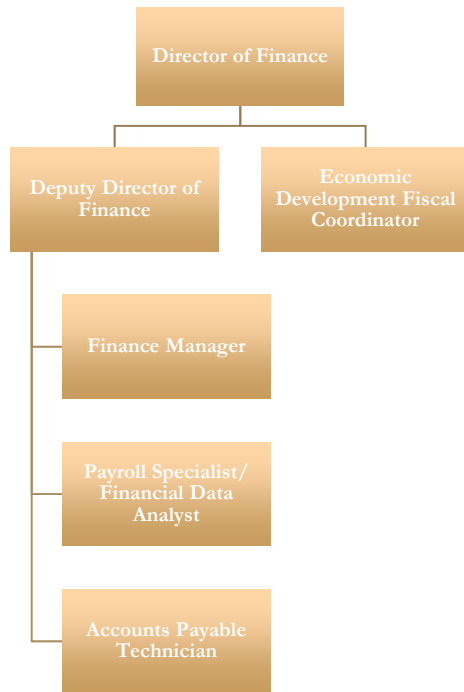 Director of Finance
Deputy Director of
Finance
Economic
Development Fiscal
Coordinator
Finance Manager
Payroll Specialist/
Financial Data
Analyst
Accounts Payable
Technician